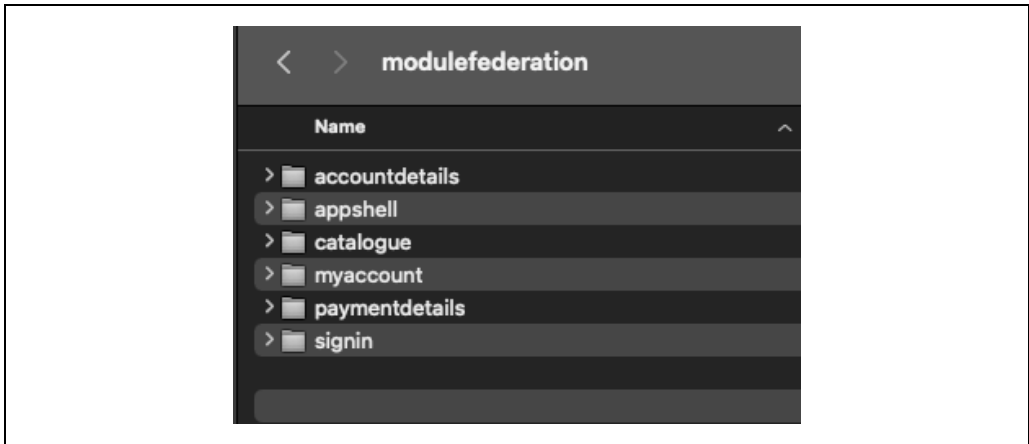 modulefederation
Name
accountdetails
appshell
catalogue
myaccount
paymentdetails
signin